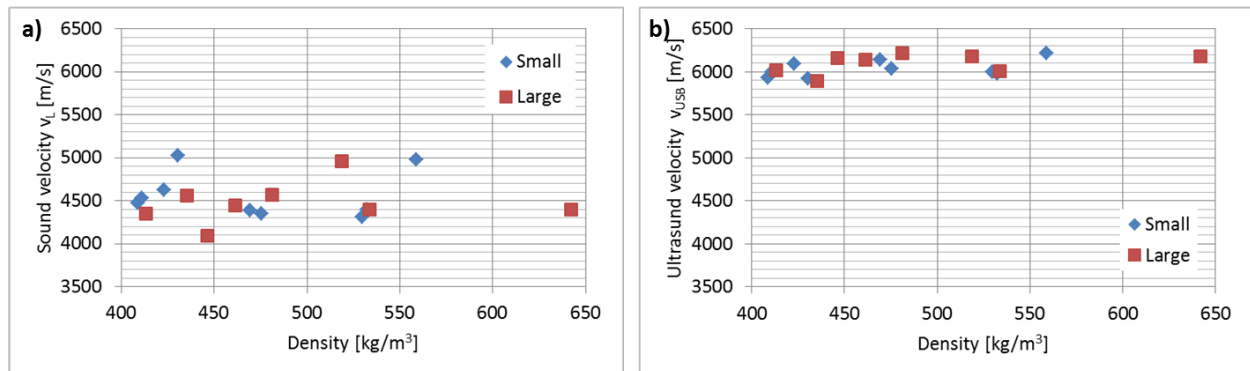 a)
Sound velocity vL [m/s]
6500
6000
5500
5000
4500
4000
3500
400 450 500 550 600 650
Density [kg/m³]
Small
Large
b)
Ultrasund velocity vUSB [m/s]
6500
6000
5500
5000
4500
4000
3500
400 450 500 550 600 650
Density [kg/m³]
Small
Large